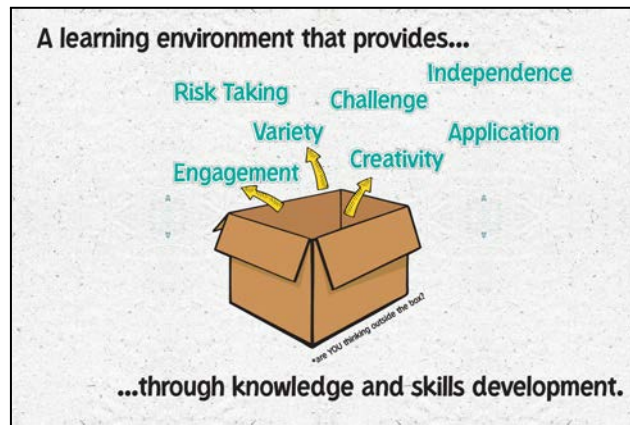 A learning environment that provides...
Independence
Risk Taking
Challenge
Variety
Application
Creativity
Engagement
*are YOU thinking outside the box?
...through knowledge and skills development.